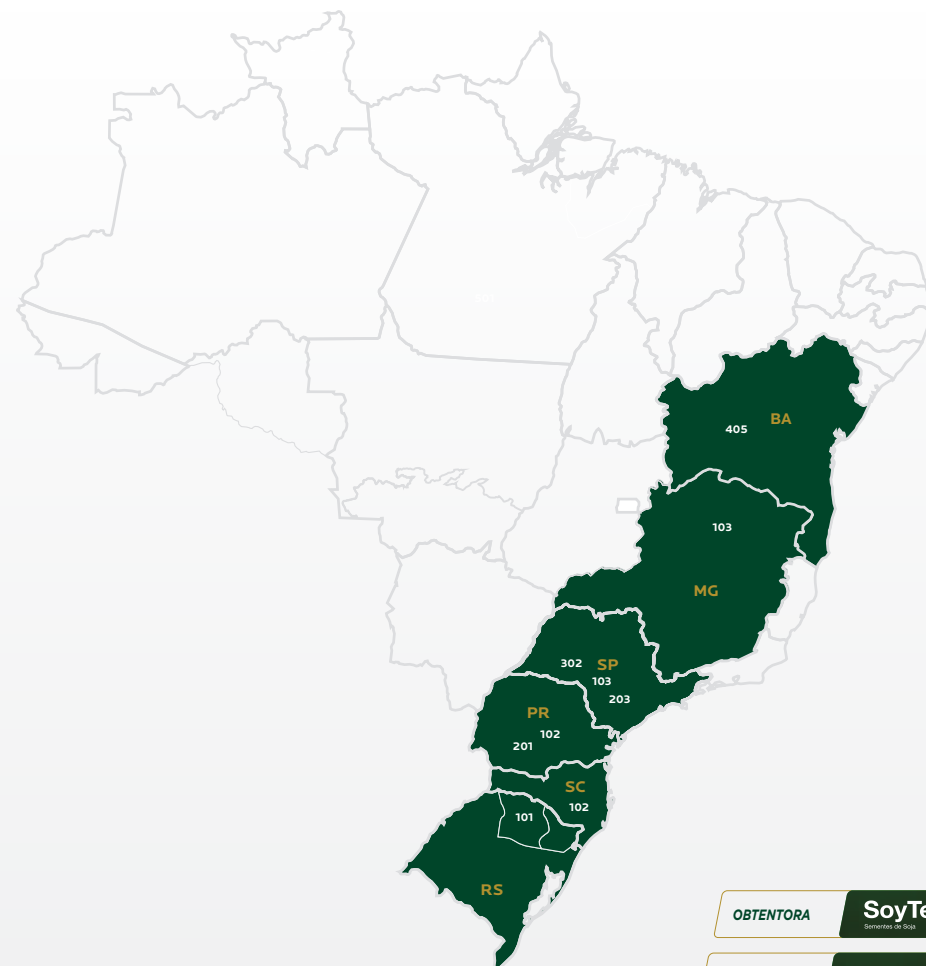 405 BA
103
MG
302 SP
103
203
PR
102
201
SC
102
101
RS
OBTENTORA
Sementes de Soja